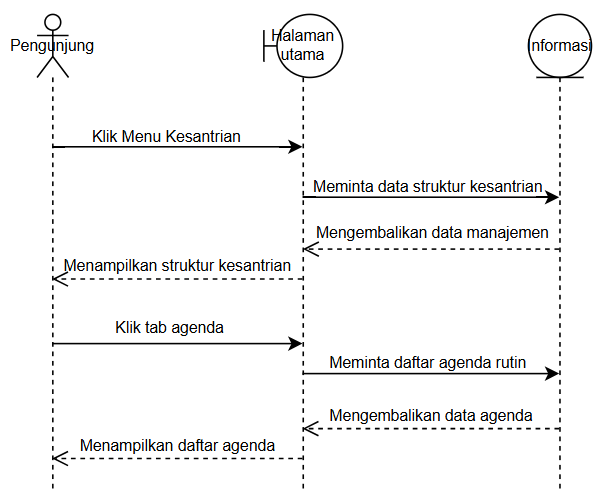 Pengunjung
Halaman
utama
Informasi
Klik Menu Kesantrian
Meminta data struktur kesantrian
Mengembalikan data manajemen
Menampilkan struktur kesantrian
Klik tab agenda
Meminta daftar agenda rutin
Mengembalikan data agenda
Menampilkan daftar agenda